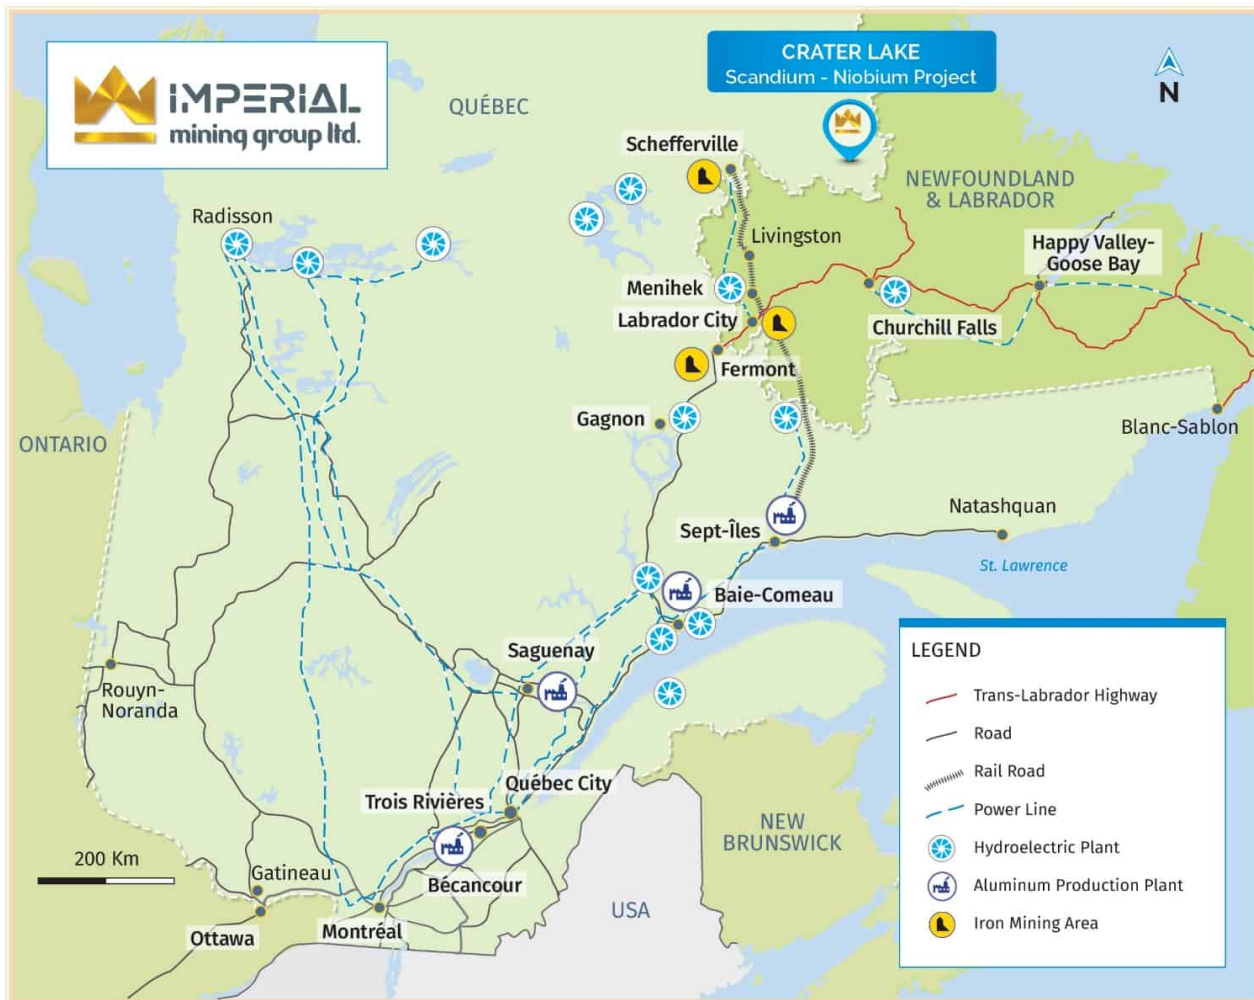 IMPERIAL
mining group ltd.
CRATER LAKE
Scandium - Niobium Project
N
QUÉBEC
Schefferville
NEWFOUNDLAND
& LABRADOR
Radisson
Livingston
Happy Valley-
Goose Bay
Menihek
Labrador City
Churchill Falls
Fermont
Gagnon
Blanc-Sablon
ONTARIO
Natashquan
Sept-Îles
St. Lawrence
Baie-Comeau
Saguenay
Rouyn-
Noranda
Québec City
Trois Rivières
NEW
BRUNSWICK
200 Km
Gatineau
Bécancour
USA
Ottawa
Montréal
LEGEND
Trans-Labrador Highway
Road
Rail Road
Power Line
Hydroelectric Plant
Aluminum Production Plant
Iron Mining Area